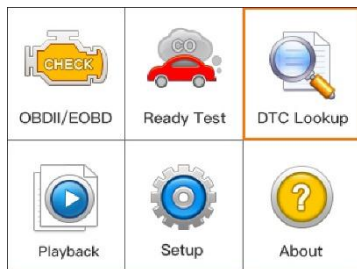 CHECK
CO
OBDII/EOBD
Ready Test
DTC Lookup
Playback
Setup
?
About